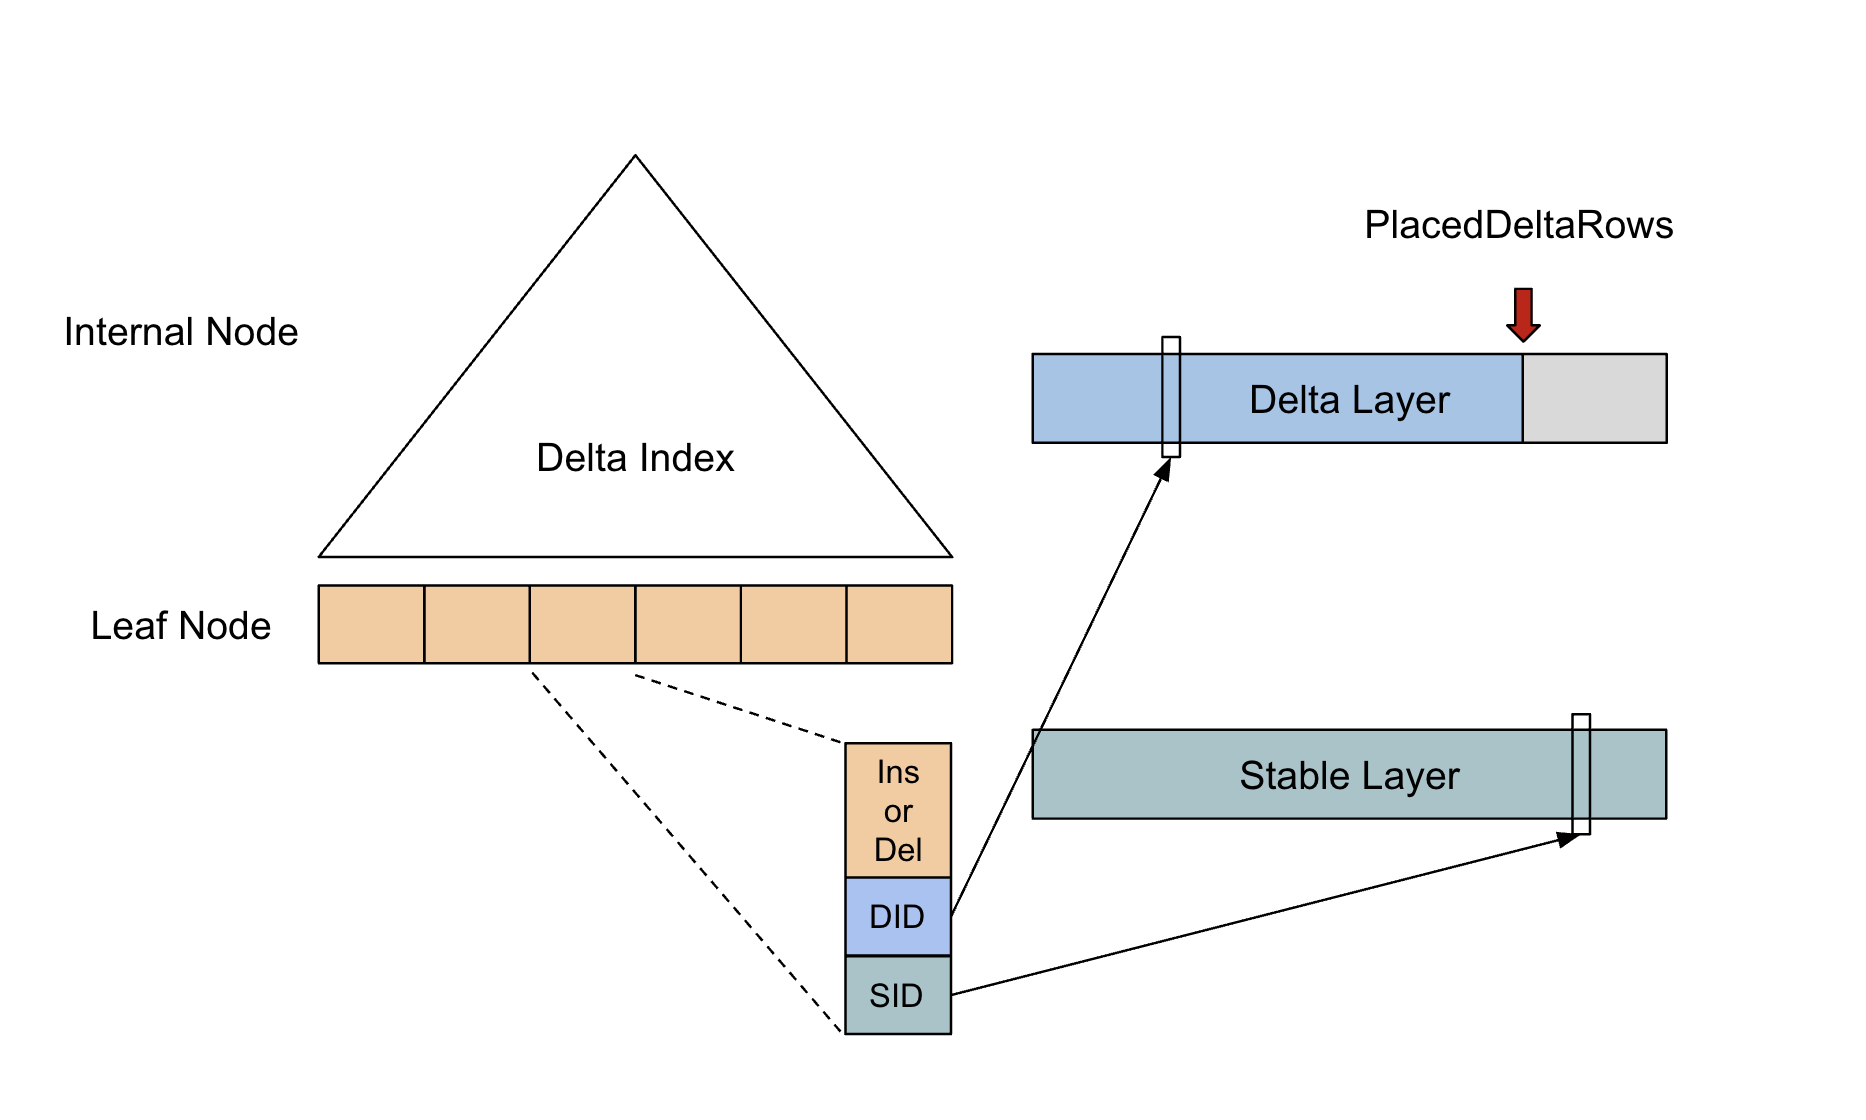 PlacedDeltaRows
Internal Node
Delta Layer
Delta Index
Leaf Node
Ins
or
Del
Stable Layer
DID
SID